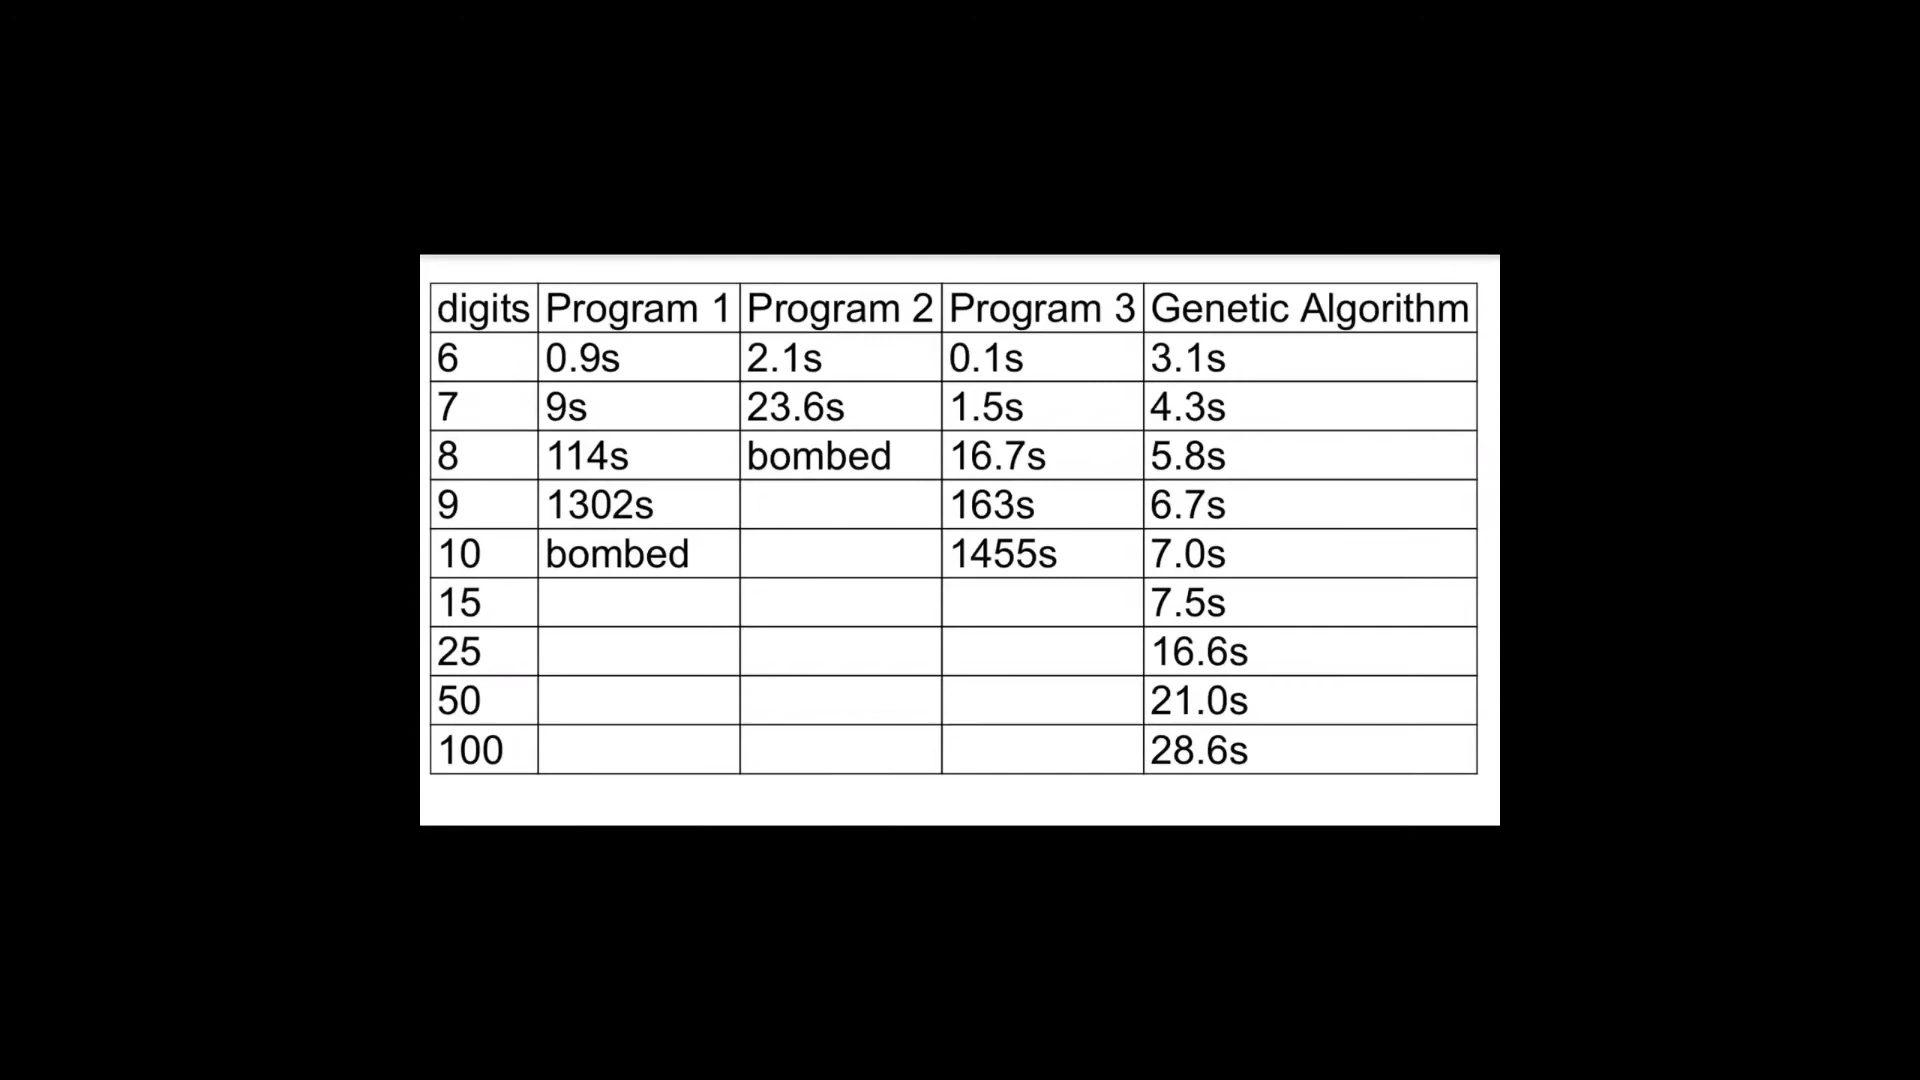 digits Program 1 Program 2 Program 3 Genetic Algorithm
6 0.9s 2.1s 0.1s 3.1s
7 9s 23.6s 1.5s 4.3s
8 114s bombed 16.7s 5.8s
9 1302s 163s 6.7s
10 bombed 1455s 7.0s
15 7.5s
25 16.6s
50 21.0s
100 28.6s